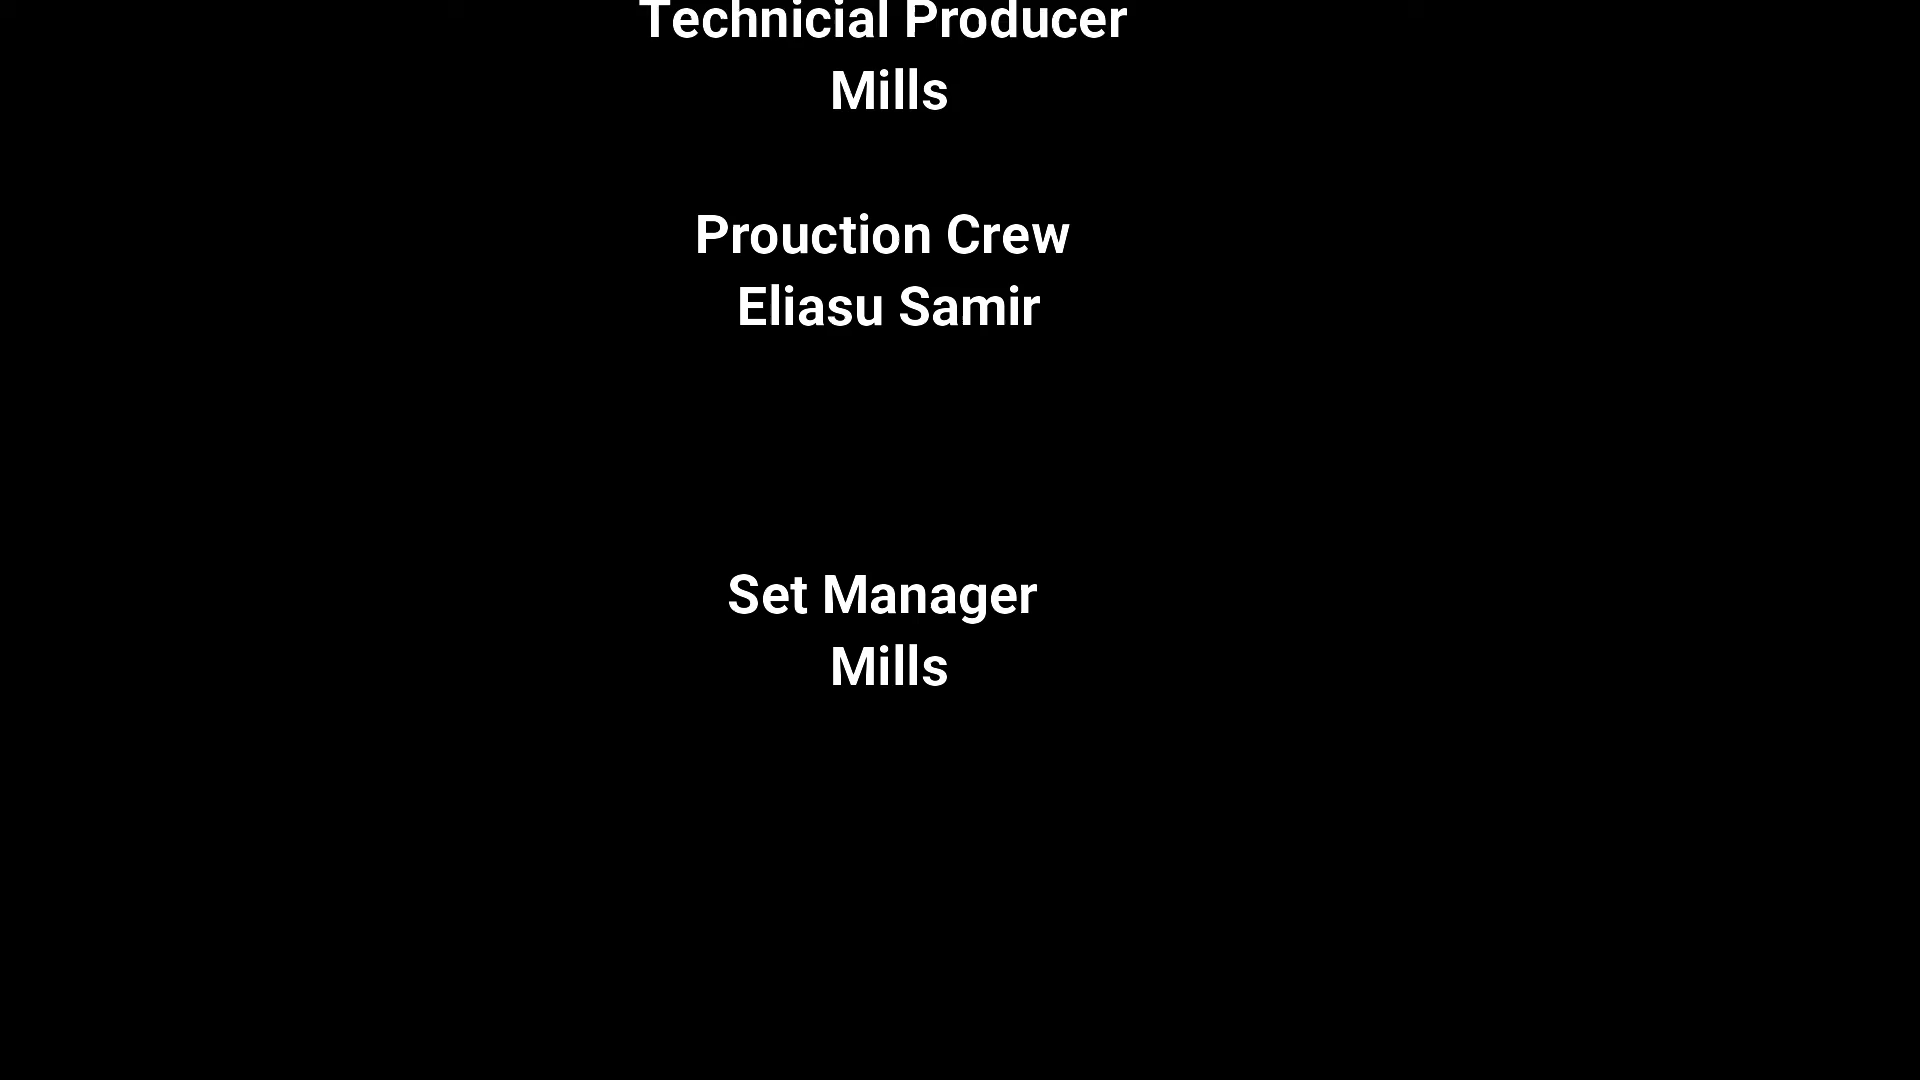 Technicial Producer
Mills
Prouction Crew
Eliasu Samir
Set Manager
Mills